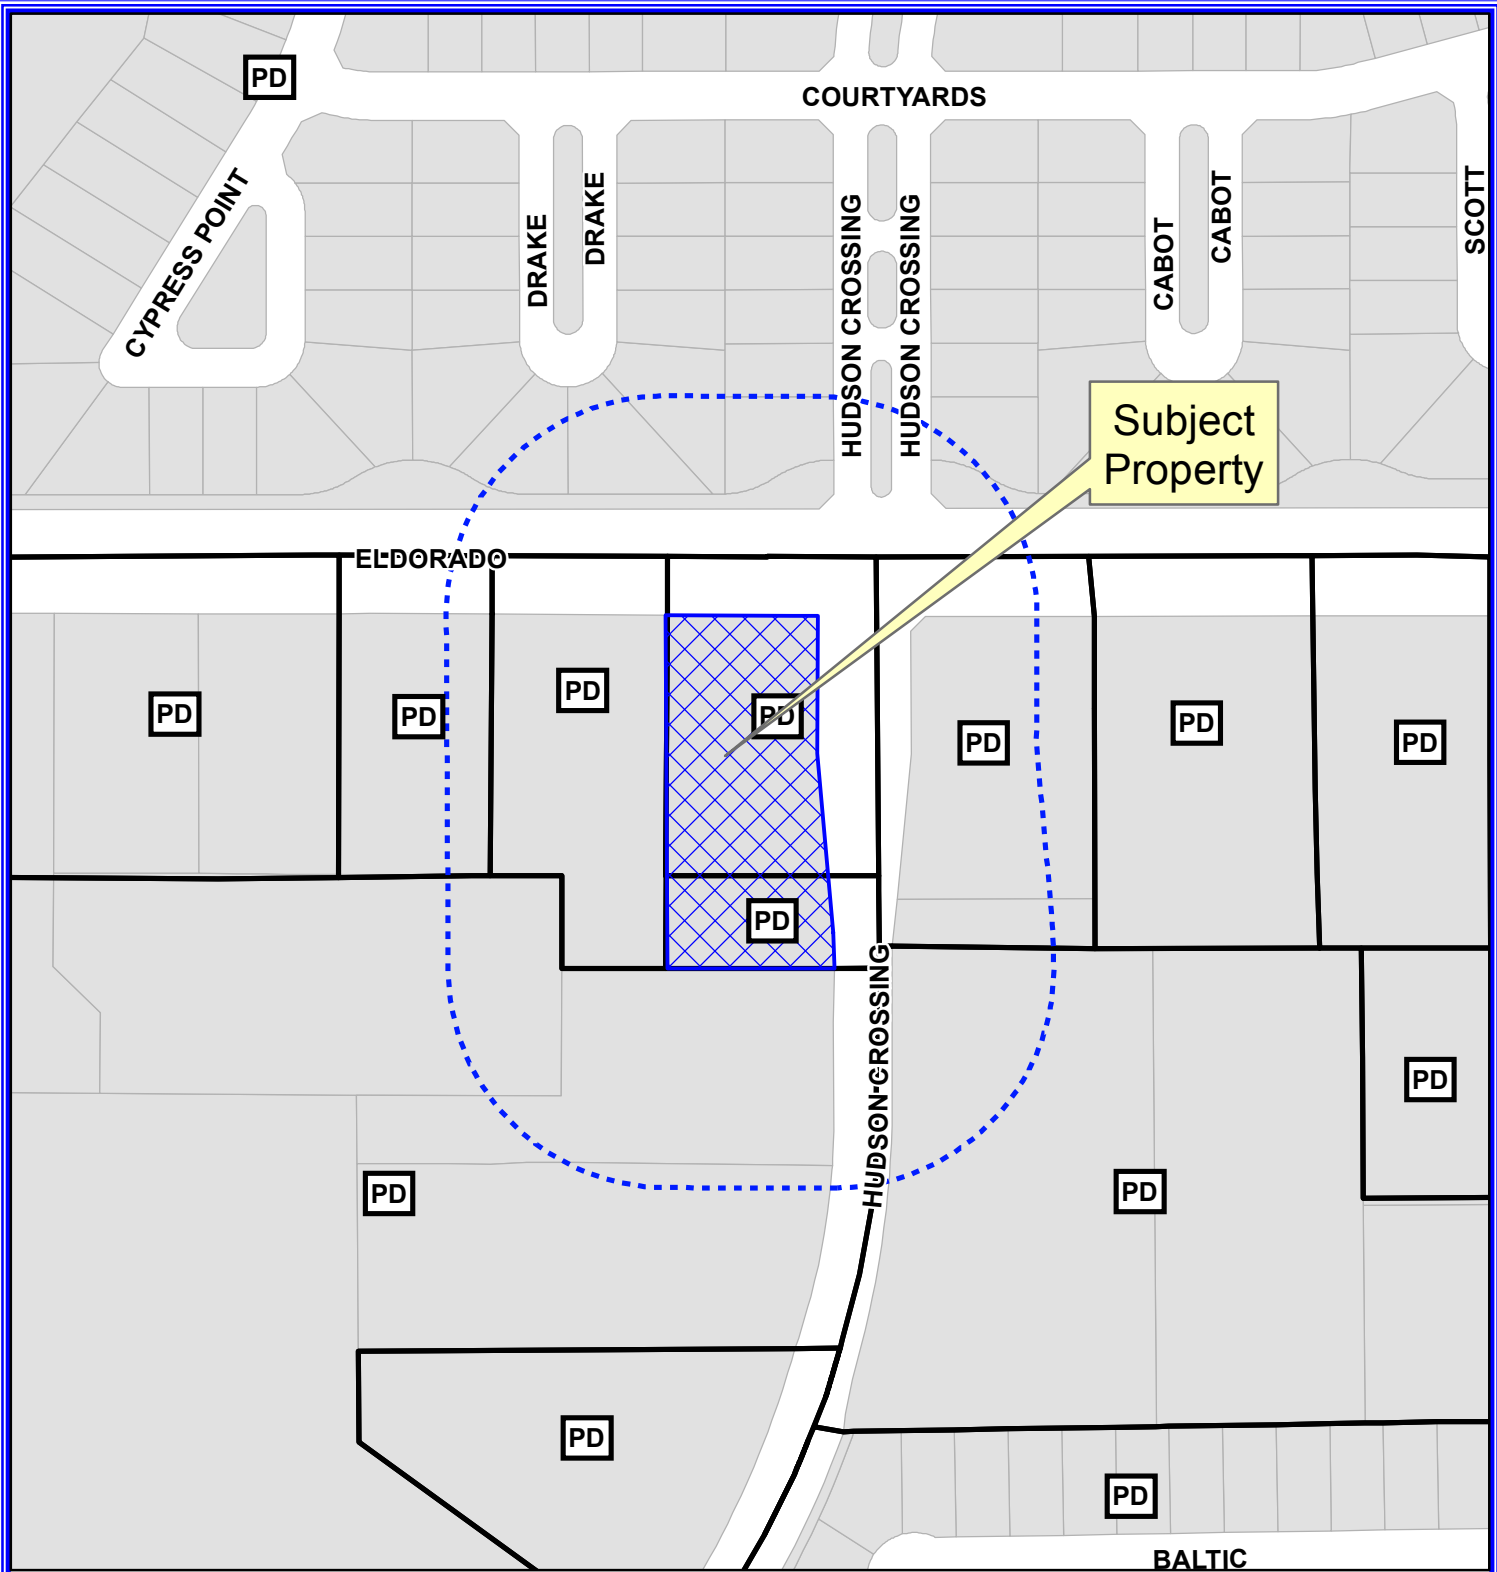 PD
COURTYARDS
CYPRESS POINT
DRAKE
DRAKE
HUDSON CROSSING
HUDSON CROSSING
CABOT
CABOT
SCOTT
Subject
Property
ELDORADO
PD
PD
PD
PD
PD
PD
PD
PD
HUDSON CROSSING
PD
PD
PD
PD
PD
BALTIC